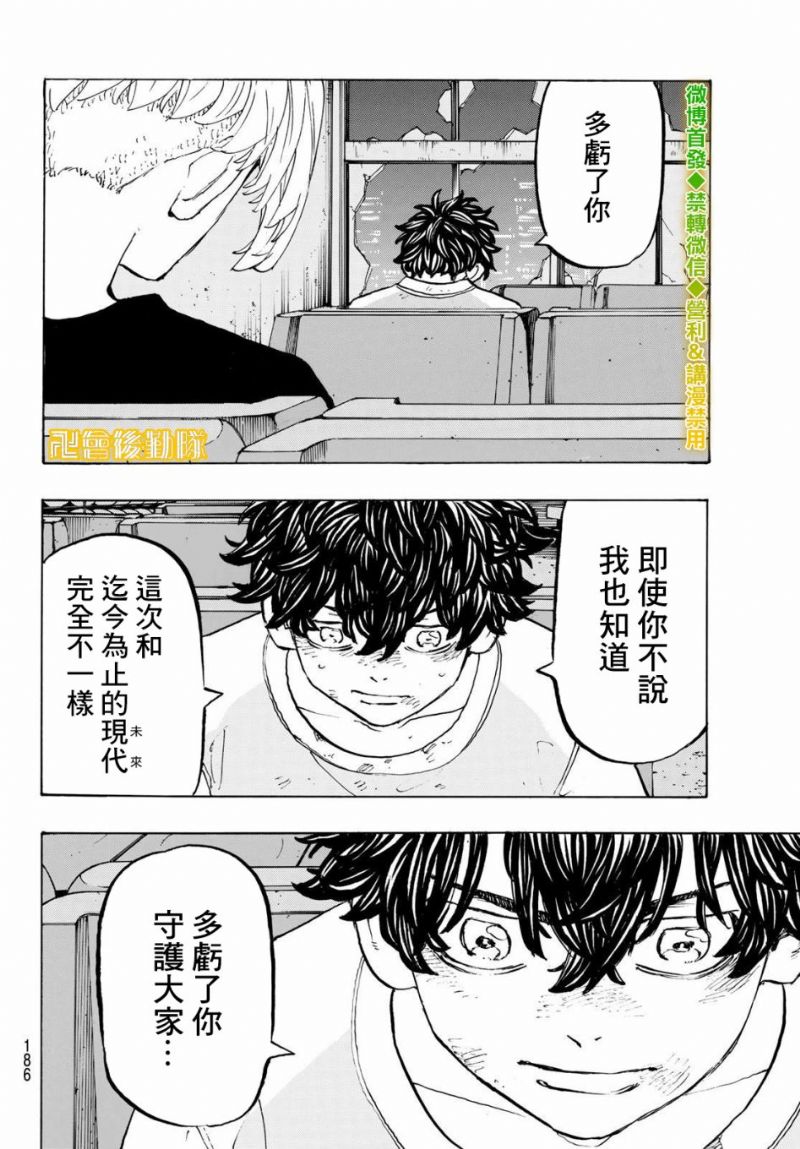 多虧了你
微博首發◆禁轉微信◆營利&講漫禁用
卍會後勤隊
即使你不說
我也知道
這次和
迄今為止的現代
未來
完全不一樣
多虧了你
守護大家…
186